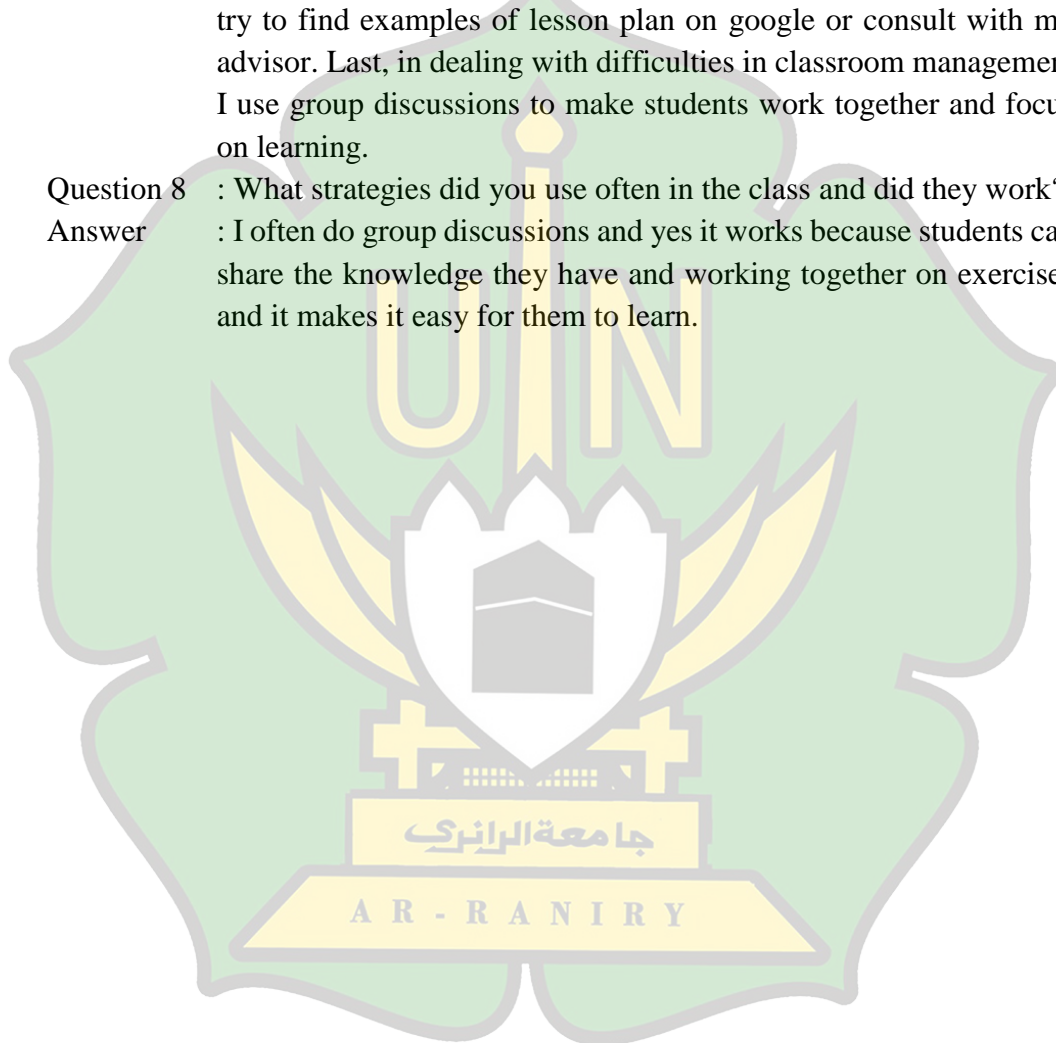 try to find examples of lesson plan on google or consult with m
advisor. Last, in dealing with difficulties in classroom managemen
I use group discussions to make students work together and focu
on learning.
Question 8 : What strategies did you use often in the class and did they work?
Answer : I often do group discussions and yes it works because students ca
share the knowledge they have and working together on exercise
and it makes it easy for them to learn.
UIN
جامعةالرانري
AR-RANIRY